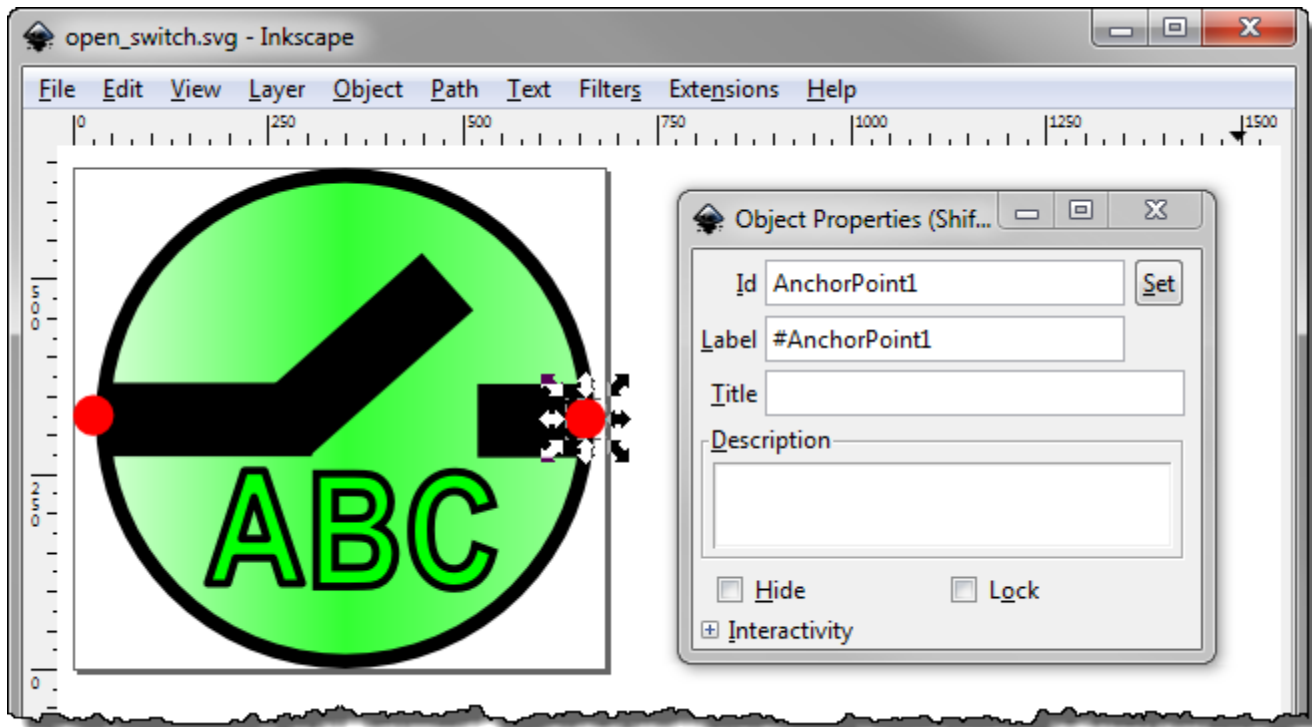 open_switch.svg - Inkscape
File Edit View Layer Object Path Text Filters Extensions Help
0 250 500 750 1000 1250 1500
500
250
0
ABC
Object Properties (Shif...
Id AnchorPoint1 Set
Label #AnchorPoint1
Title
Description
Hide Lock
Interactivity